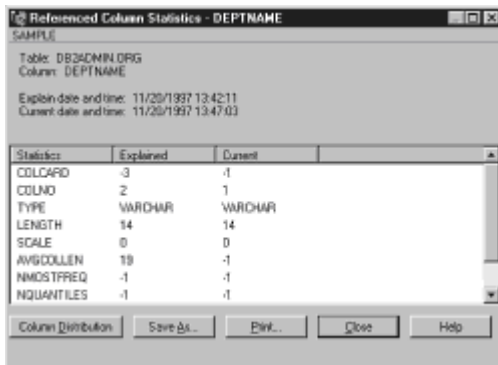 Referenced Column Statistics - DEPTNAME
SAMPLE
Table: DB2ADMIN.ORG
Column: DEPTNAME
Explain date and time: 11/20/1997 13:42:11
Current date and time: 11/20/1997 13:47:03
Statistics Explained Current
COLCARD -3 -1
COLNO 2 1
TYPE VARCHAR VARCHAR
LENGTH 14 14
SCALE 0 0
AVGCOLLEN 19 -1
NMOSTFREQ -1 -1
NQUANTILES -1 -1
Column Distribution Save As... Print... Close Help